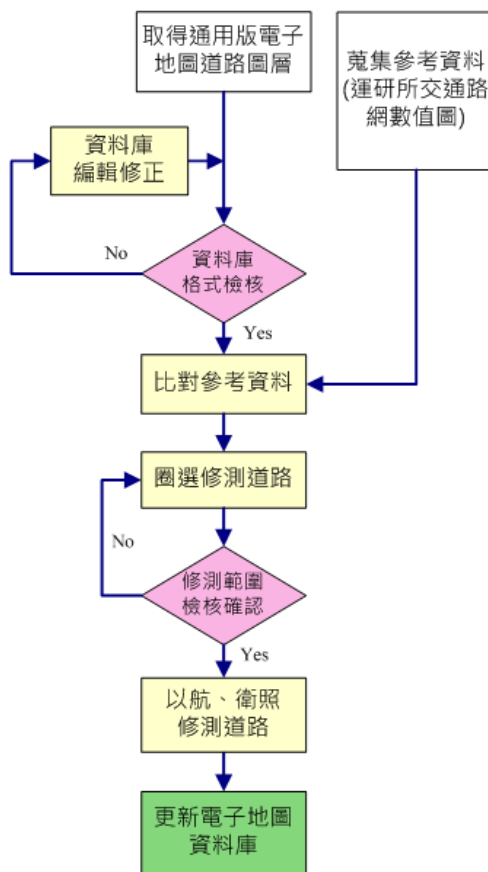 取得通用版電子
地圖道路圖層
蒐集參考資料
(運研所交通路
網數值圖)
資料庫
編輯修正
No
資料庫
格式檢核
Yes
比對參考資料
圈選修測道路
No
修測範圍
檢核確認
Yes
以航、衛照
修測道路
更新電子地圖
資料庫